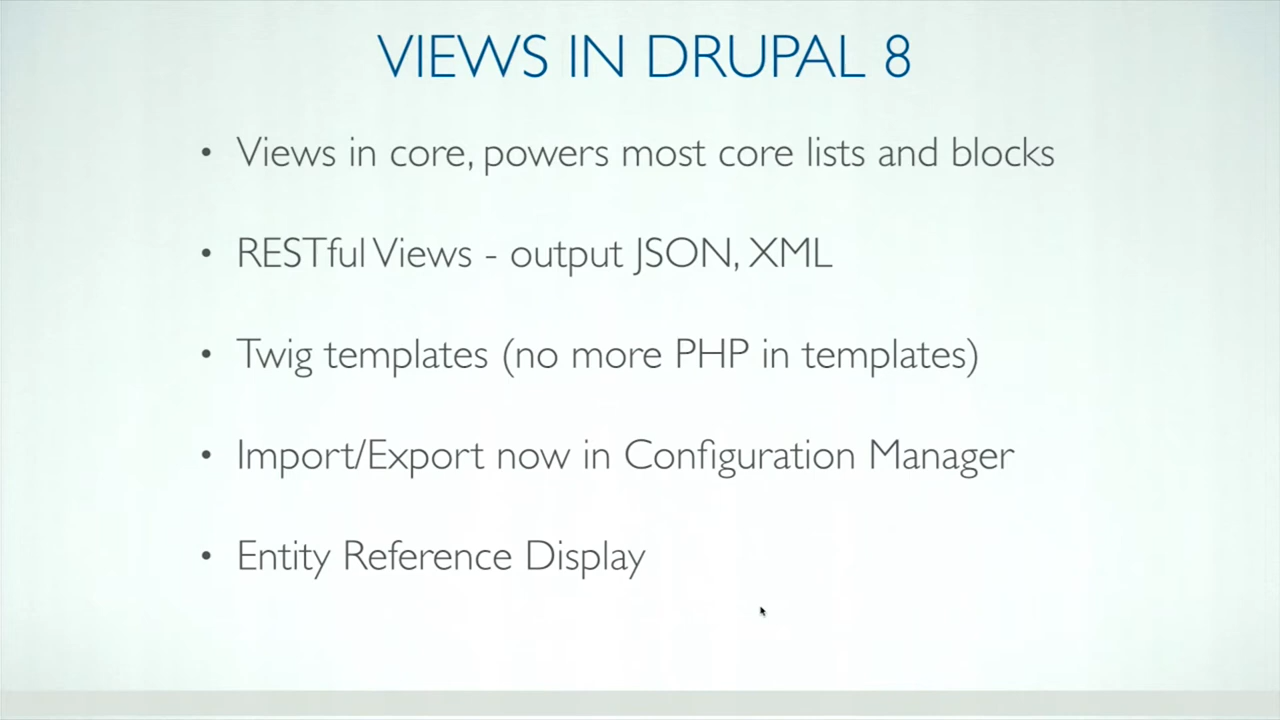 VIEWS IN DRUPAL 8
• Views in core, powers most core lists and blocks
• RESTful Views - output JSON, XML
• Twig templates (no more PHP in templates)
• Import/Export now in Configuration Manager
• Entity Reference Display